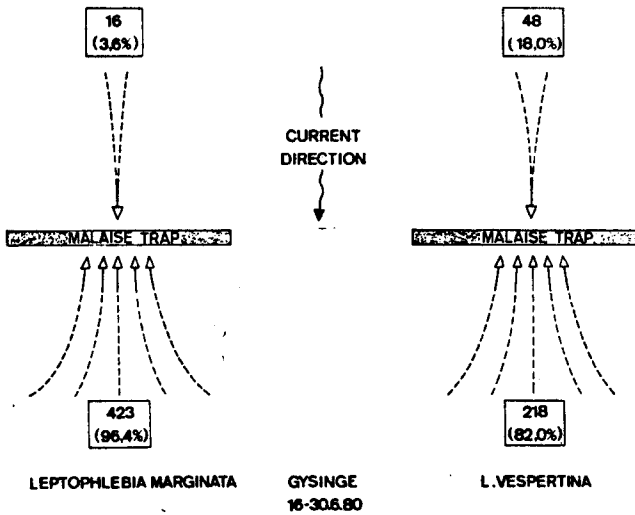 16
(3,6%)
48
(18,0%)
CURRENT
DIRECTION
MALAISE TRAP
MALAISE TRAP
423
(96,4%)
218
(82,0%)
LEPTOPHLEBIA MARGINATA
GYSINGE
16-30.6.80
L.VESPERTINA